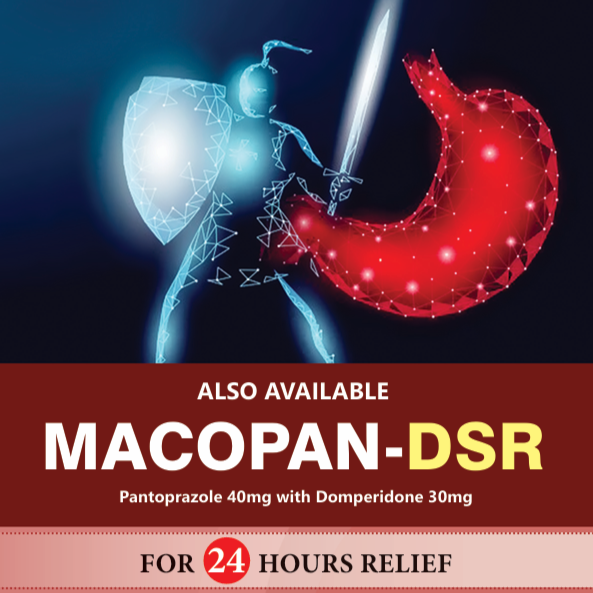 ALSO AVAILABLE
MACOPAN-DSR
Pantoprazole 40mg with Domperidone 30mg
FOR 24 HOURS RELIEF